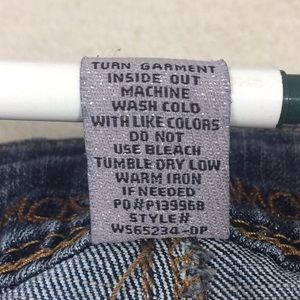 TURN GARMENT
INSIDE OUT
MACHINE
WASH COLD
WITH LIKE COLORS
DO NOT
USE BLEACH
TUMBLE DRY LOW
WARM IRON
IF NEEDED
PO#P139968
STYLE#
WS65234-OP